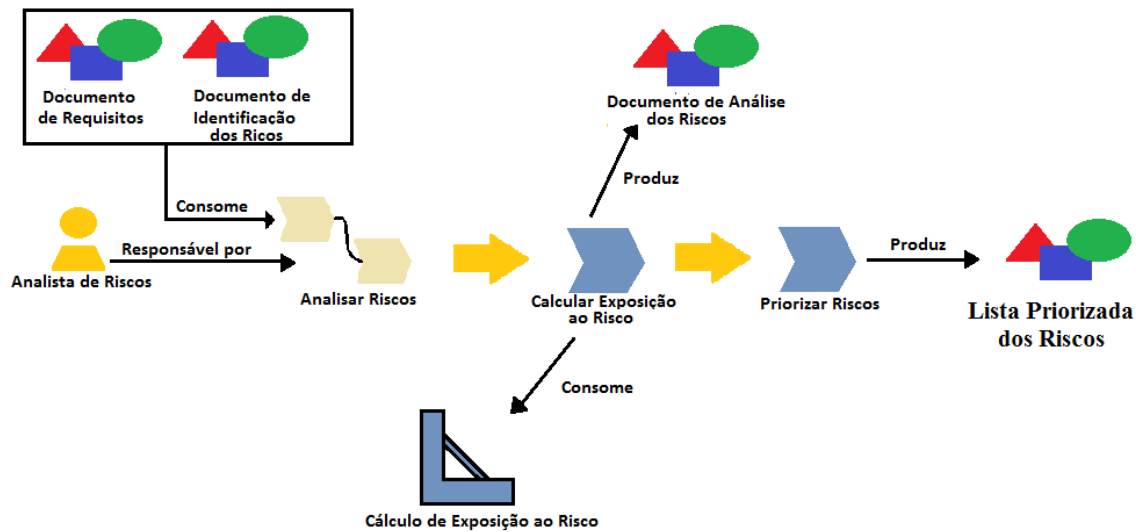 Documento
de Requisitos
Documento de
Identificação
dos Ricos
Documento de Análise
dos Riscos
Consome
Produz
Responsável por
Produz
Analista de Riscos
Analisar Riscos
Calcular Exposição
ao Risco
Priorizar Riscos
Lista Priorizada
dos Riscos
Consome
Cálculo de Exposição ao Risco